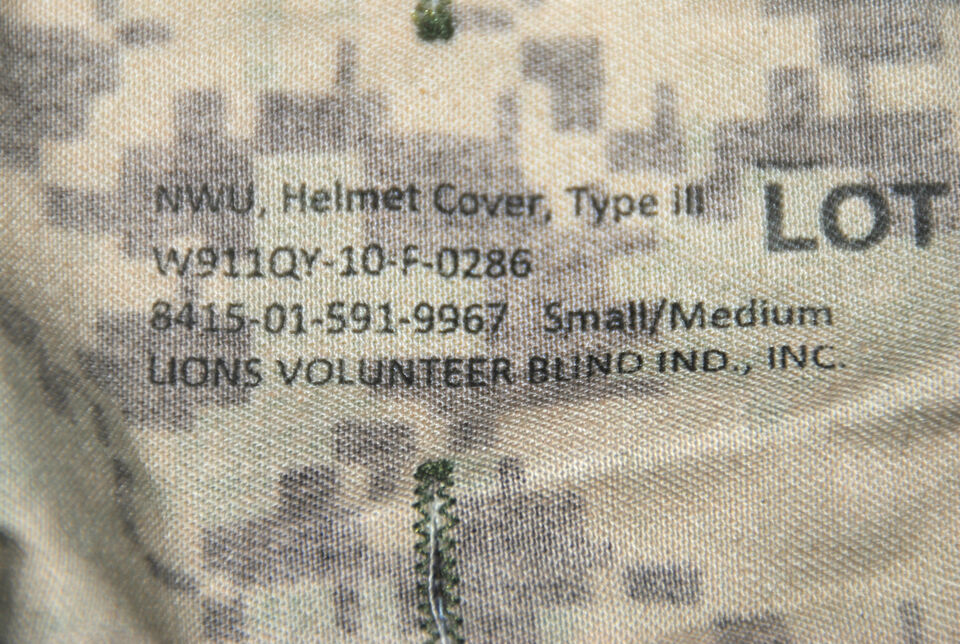 NWU, Helmet Cover, Type III
LOT
W911QY-10-F-0286
8415-01-591-9967 Small/Medium
LIONS VOLUNTEER BLIND IND., INC.